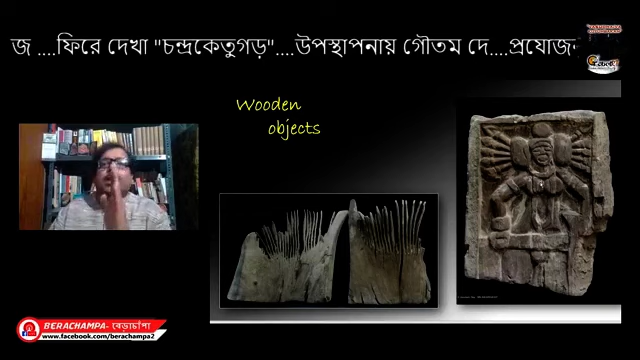 জ ....ফিরে দেখা "চন্দ্রকেতুগড়"....উপস্থাপনায় গৌতম দে....প্রযোজ
Wooden
objects
BERACHAMPA- বেড়াচাঁপা
www.facebook.com/berachampa2